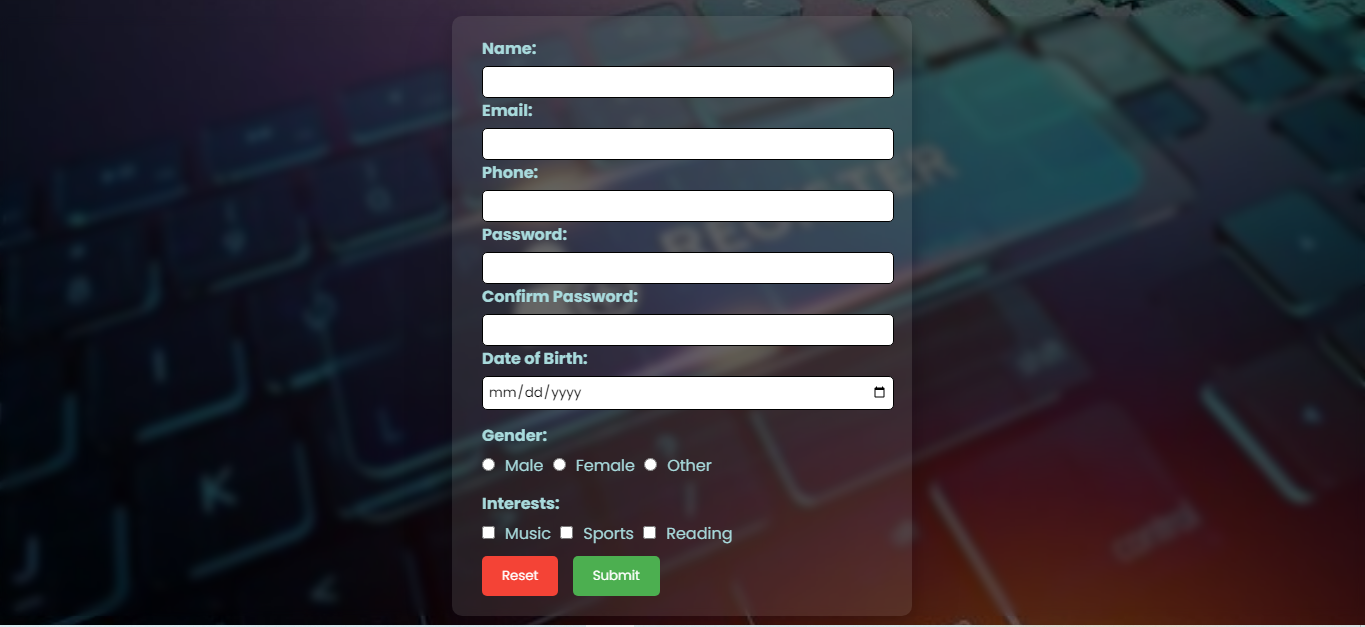 Name:
Email:
Phone:
Password:
Confirm Password:
Date of Birth:
mm/dd/yyyy
Gender:
Male Female Other
Interests:
Music Sports Reading
Reset Submit
K
J
L
<
control